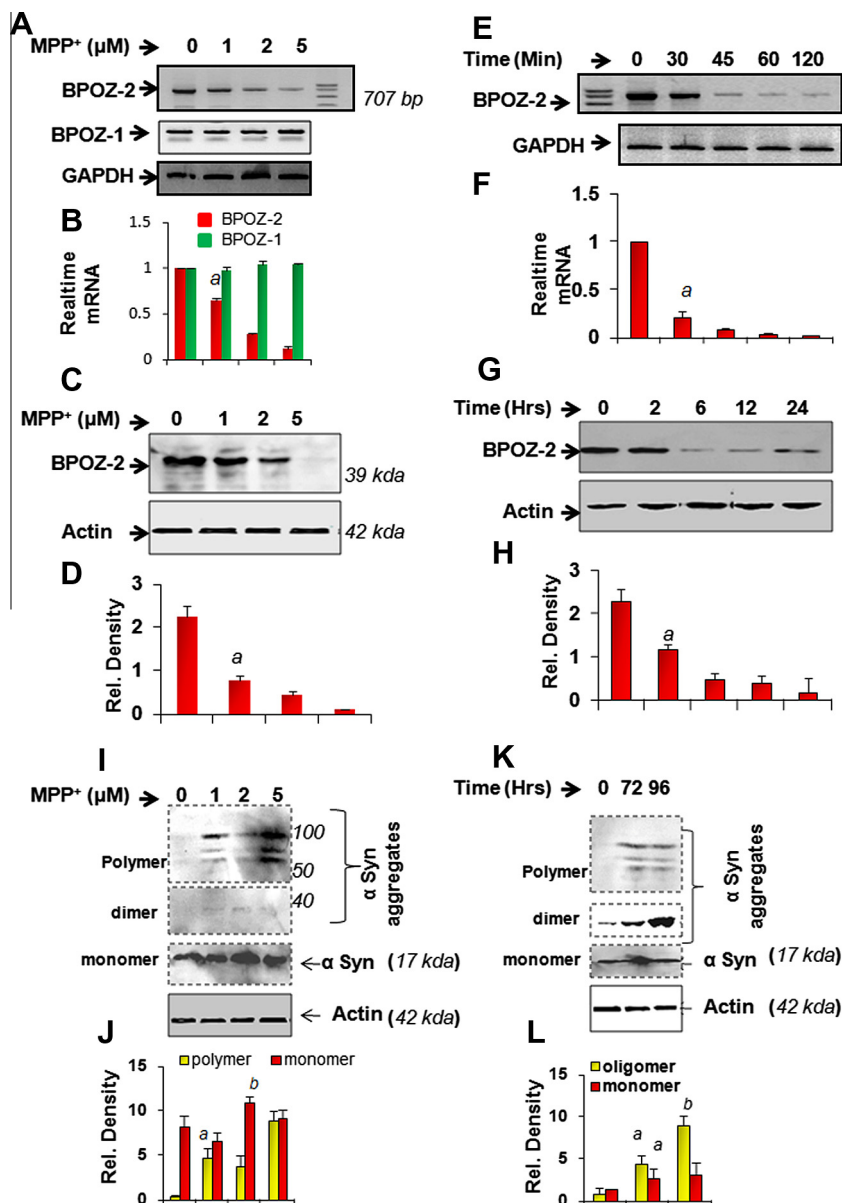 A
MPP⁺ (µM) 0 1 2 5
BPOZ-2
707 bp
BPOZ-1
GAPDH
B
1.5
1
0.5
0
Realtime mRNA
BPOZ-2
BPOZ-1
a
C
MPP⁺ (µM) 0 1 2 5
BPOZ-2
39 kda
Actin
42 kda
D
3
2
1
0
Rel. Density
a
E
Time (Min) 0 30 45 60 120
BPOZ-2
GAPDH
F
1.5
1
0.5
0
Realtime mRNA
a
G
Time (Hrs) 0 2 6 12 24
BPOZ-2
Actin
H
3
2
1
0
Rel. Density
a
I
MPP⁺ (µM) 0 1 2 5
100
Polymer
50
40
dimer
α Syn aggregates
monomer
α Syn (17 kda)
Actin (42 kda)
J
polymer monomer
15
10
5
0
Rel. Density
a
b
K
Time (Hrs) 0 72 96
Polymer
dimer
α Syn aggregates
monomer
α Syn (17 kda)
Actin (42 kda)
L
oligomer
monomer
15
10
5
0
Rel. Density
a
a
b